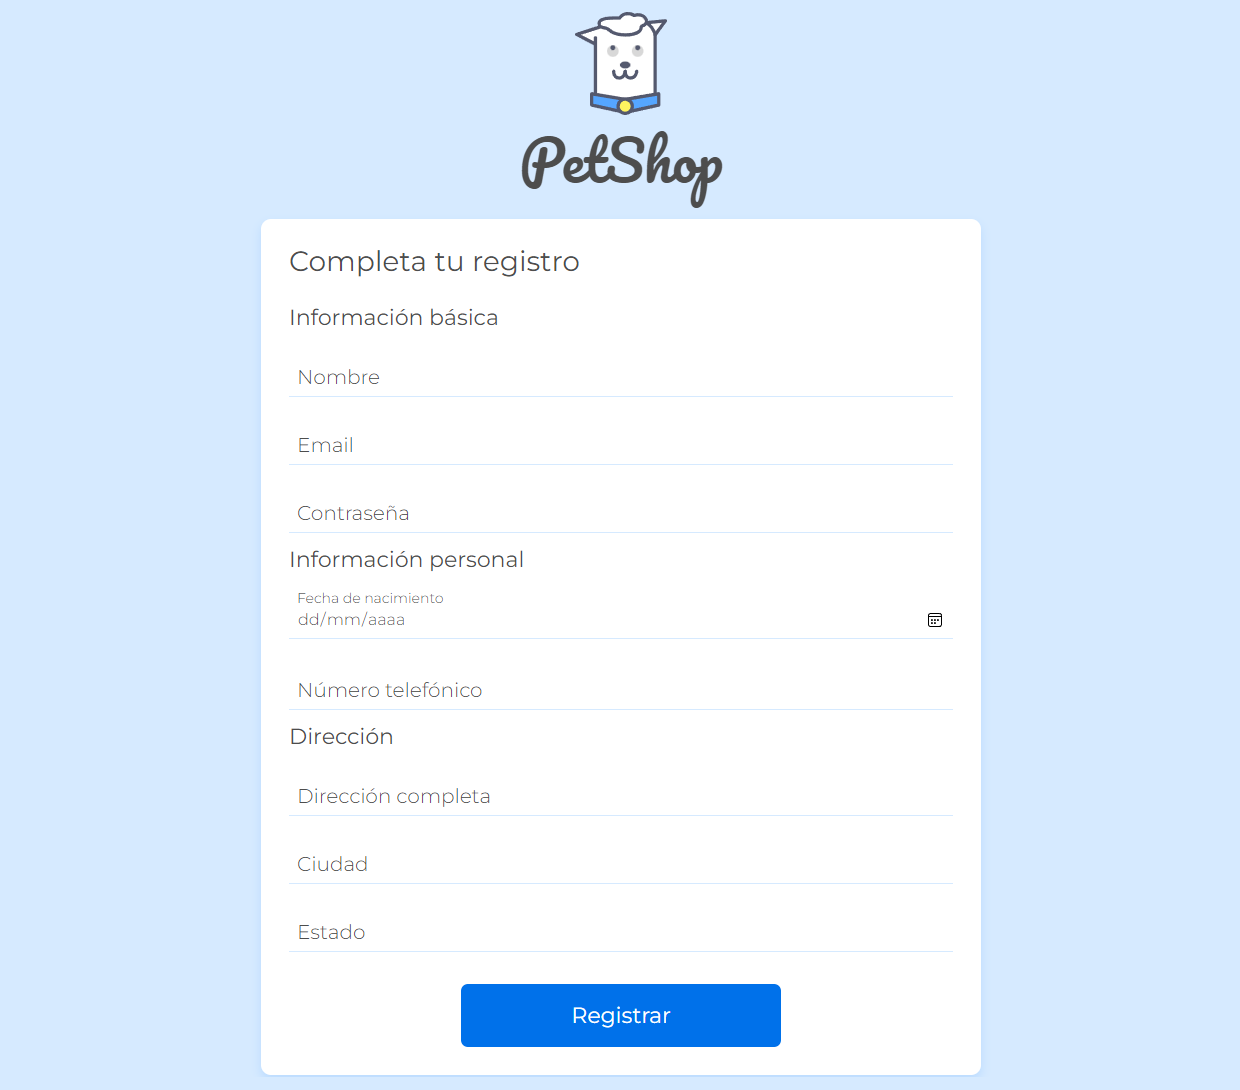 PetShop
Completa tu registro
Información básica
Nombre
Email
Contraseña
Información personal
Fecha de nacimiento
dd/mm/aaaa
Número telefónico
Dirección
Dirección completa
Ciudad
Estado
Registrar